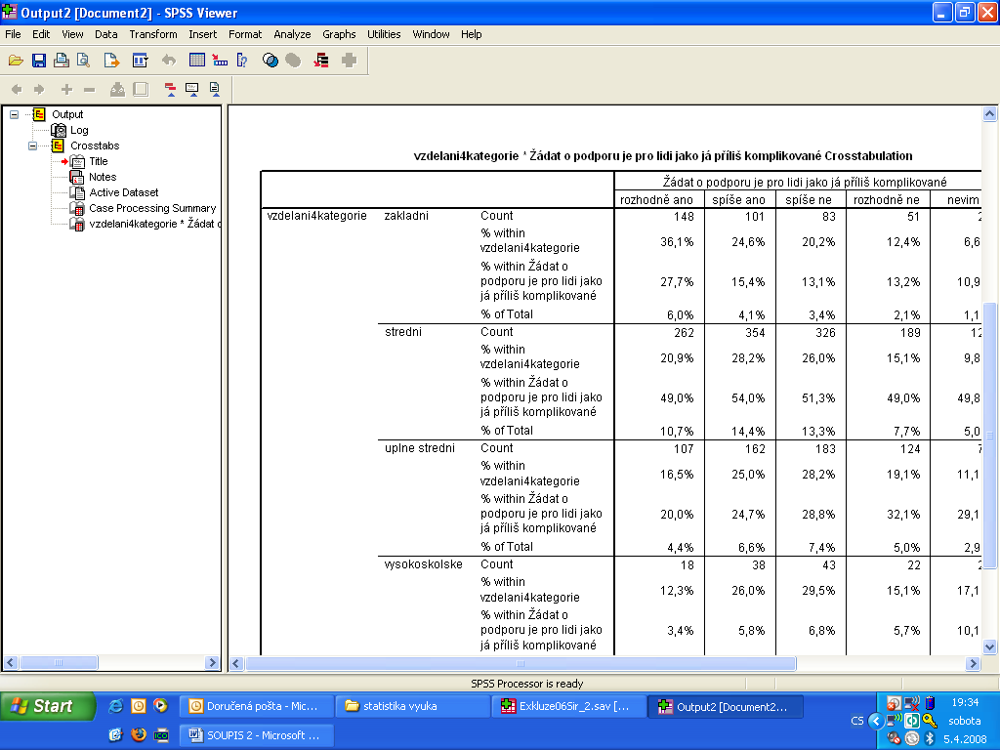 Output2 [Document2] - SPSS Viewer
File Edit View Data Transform Insert Format Analyze Graphs Utilities Window Help
Output
Log
Crosstabs
Title
Notes
Active Dataset
Case Processing Summary
vzdelani4kategorie * Žádat o
vzdelani4kategorie * Žádat o podporu je pro lidi jako já příliš komplikované Crosstabulation
Žádat o podporu je pro lidi jako já příliš komplikované
rozhodně ano spíše ano spíše ne rozhodně ne nevim
vzdelani4kategorie zakladni Count 148 101 83 51 2
% within
vzdelani4kategorie 36,1% 24,6% 20,2% 12,4% 6,6
% within Žádat o
podporu je pro lidi jako 27,7% 15,4% 13,1% 13,2% 10,9
já příliš komplikované
% of Total 6,0% 4,1% 3,4% 2,1% 1,1
stredni Count 262 354 326 189 12
% within
vzdelani4kategorie 20,9% 28,2% 26,0% 15,1% 9,8
% within Žádat o
podporu je pro lidi jako 49,0% 54,0% 51,3% 49,0% 49,8
já příliš komplikované
% of Total 10,7% 14,4% 13,3% 7,7% 5,0
uplne stredni Count 107 162 183 124 7
% within
vzdelani4kategorie 16,5% 25,0% 28,2% 19,1% 11,1
% within Žádat o
podporu je pro lidi jako 20,0% 24,7% 28,8% 32,1% 29,1
já příliš komplikované
% of Total 4,4% 6,6% 7,4% 5,0% 2,9
vysokoskolske Count 18 38 43 22 2
% within
vzdelani4kategorie 12,3% 26,0% 29,5% 15,1% 17,1
% within Žádat o
podporu je pro lidi jako 3,4% 5,8% 6,8% 5,7% 10,1
já příliš komplikované
SPSS Processor is ready
Start
Doručená pošta - Mic...
statistika vyuka
Exkluze06Sir_2.sav [...
Output2 [Document2...
SOUPIS 2 - Microsoft ...
CS
19:34
sobota
5.4.2008